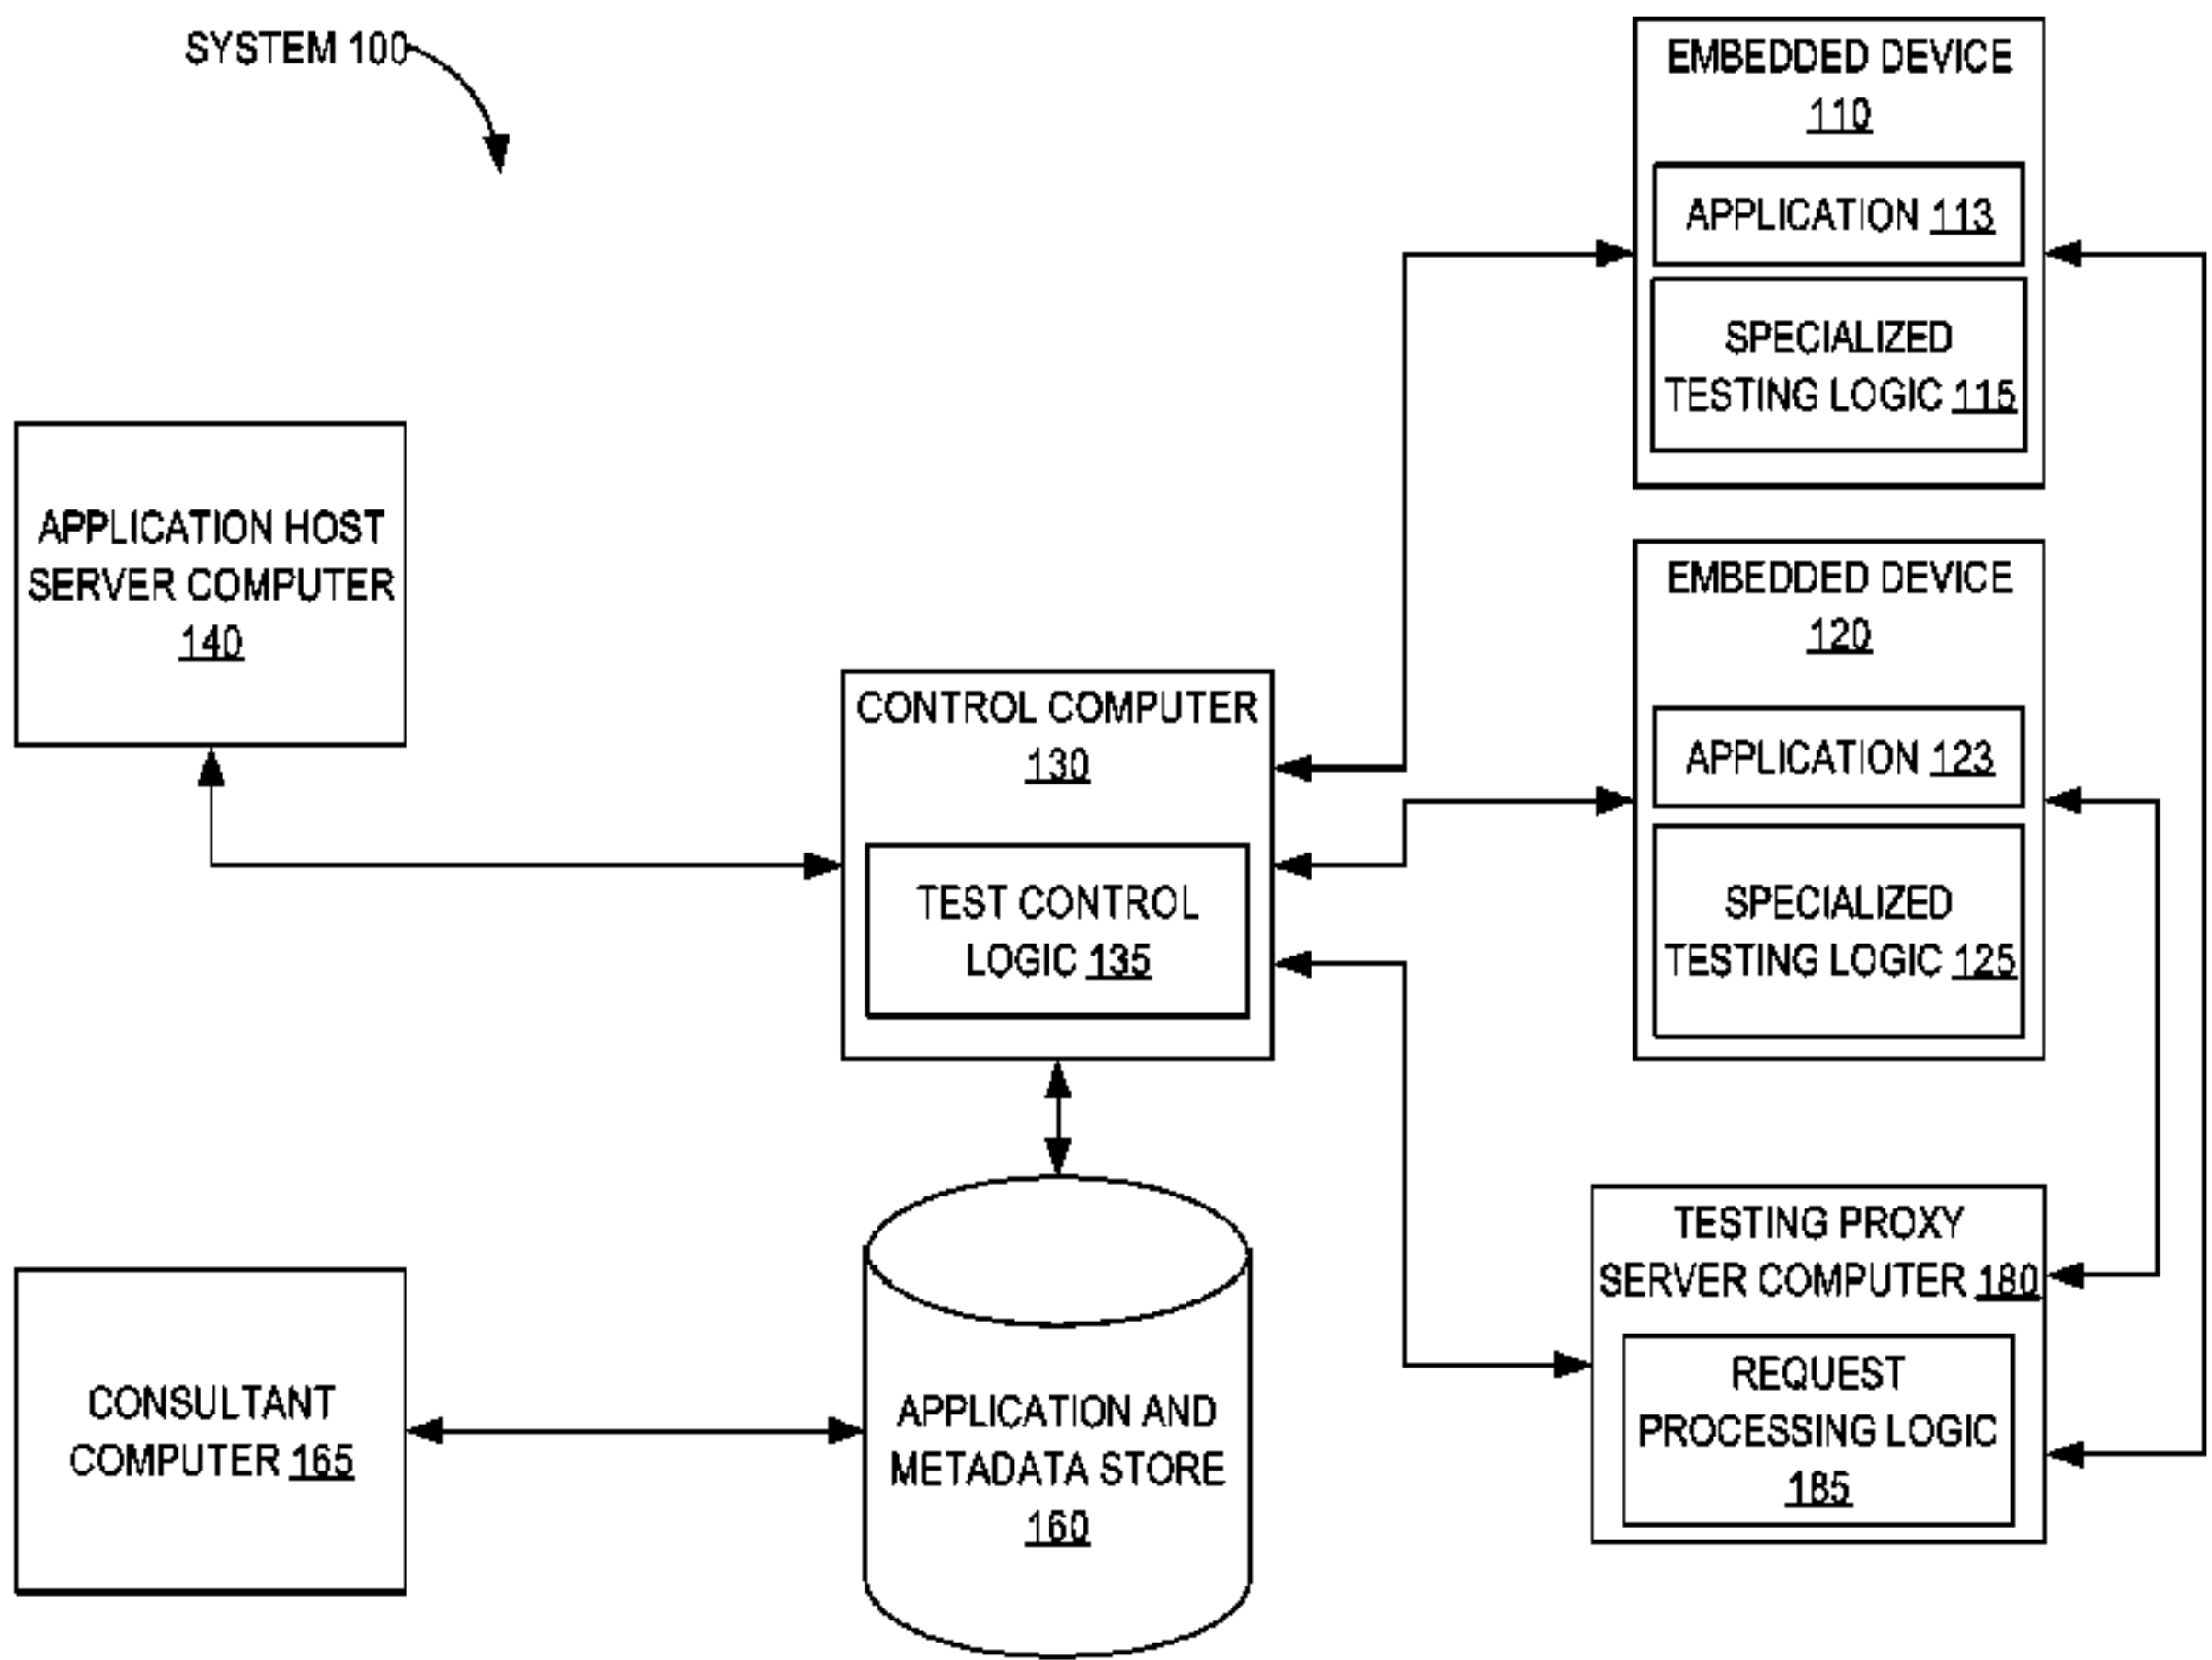 SYSTEM 100
EMBEDDED DEVICE
110
APPLICATION 113
SPECIALIZED
TESTING LOGIC 115
APPLICATION HOST
SERVER COMPUTER
140
EMBEDDED DEVICE
120
APPLICATION 123
SPECIALIZED
TESTING LOGIC 125
CONTROL COMPUTER
130
TEST CONTROL
LOGIC 135
TESTING PROXY
SERVER COMPUTER 180
REQUEST
PROCESSING LOGIC
185
CONSULTANT
COMPUTER 165
APPLICATION AND
METADATA STORE
160